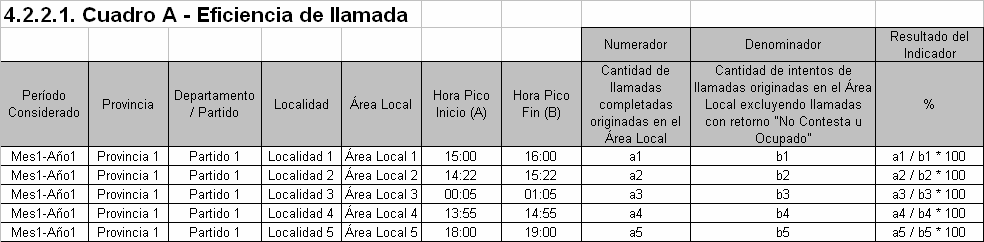 4.2.2.1. Cuadro A - Eficiencia de llamada
Numerador Denominador Resultado del Indicador
Período Considerado Provincia Departamento / Partido Localidad Área Local Hora Pico Inicio (A) Hora Pico Fin (B) Cantidad de llamadas completadas originadas en el Área Local Cantidad de intentos de llamadas originadas en el Área Local excluyendo llamadas con retorno "No Contesta u Ocupado" %
Mes1-Año1 Provincia 1 Partido 1 Localidad 1 Área Local 1 15:00 16:00 a1 b1 a1 / b1 * 100
Mes1-Año1 Provincia 1 Partido 1 Localidad 2 Área Local 2 14:22 15:22 a2 b2 a2 / b2 * 100
Mes1-Año1 Provincia 1 Partido 1 Localidad 3 Área Local 3 00:05 01:05 a3 b3 a3 / b3 * 100
Mes1-Año1 Provincia 1 Partido 1 Localidad 4 Área Local 4 13:55 14:55 a4 b4 a4 / b4 * 100
Mes1-Año1 Provincia 1 Partido 1 Localidad 5 Área Local 5 18:00 19:00 a5 b5 a5 / b5 * 100